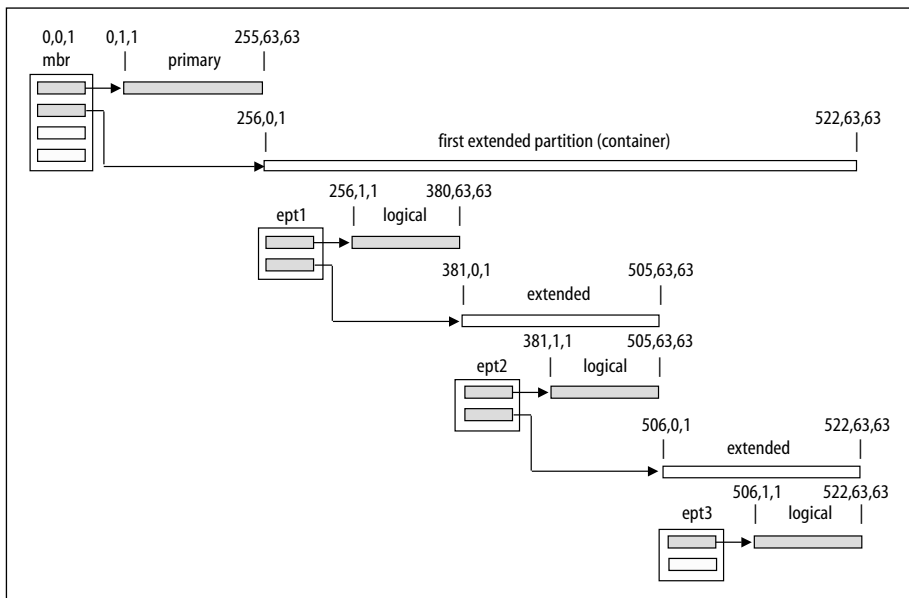 0,0,1 0,1,1 255,63,63
mbr primary
256,0,1 522,63,63
first extended partition (container)
256,1,1 380,63,63
ept1 logical
381,0,1 505,63,63
extended
381,1,1 505,63,63
ept2 logical
506,0,1 522,63,63
extended
506,1,1 522,63,63
ept3 logical